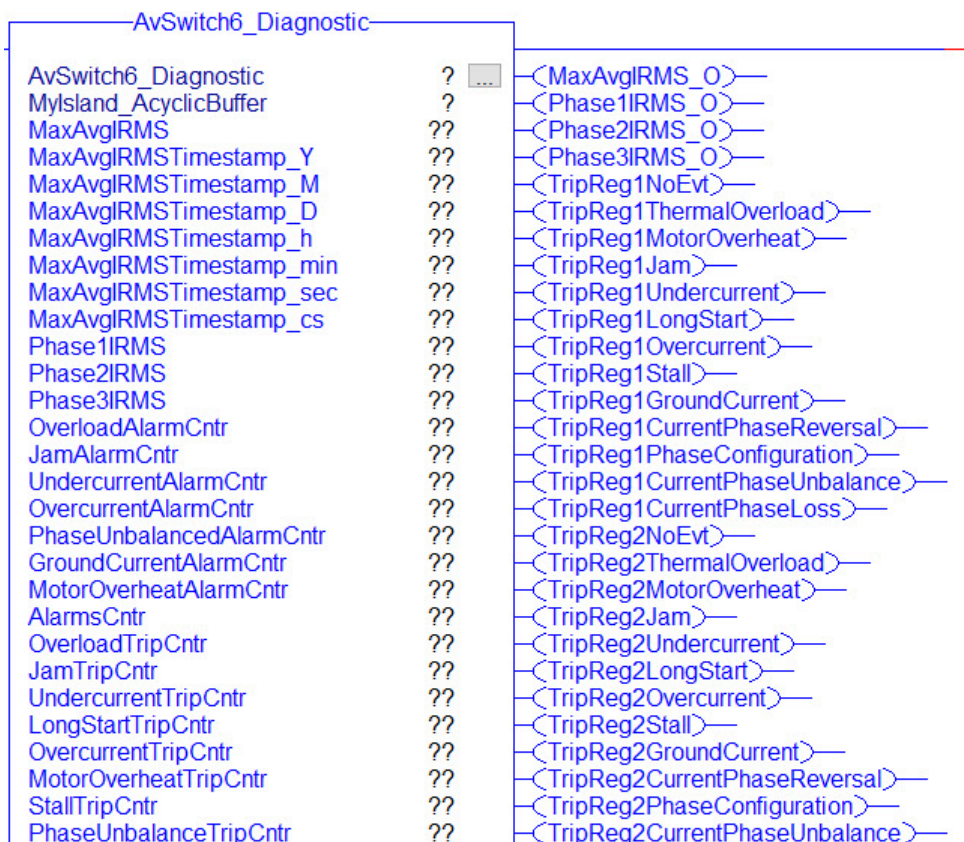 AvSwitch6_Diagnostic
AvSwitch6_Diagnostic ? ... MaxAvgIRMS_O
MyIsland_AcyclicBuffer ? Phase1IRMS_O
MaxAvgIRMS ?? Phase2IRMS_O
MaxAvgIRMSTimestamp_Y ?? Phase3IRMS_O
MaxAvgIRMSTimestamp_M ?? TripReg1NoEvt
MaxAvgIRMSTimestamp_D ?? TripReg1ThermalOverload
MaxAvgIRMSTimestamp_h ?? TripReg1MotorOverheat
MaxAvgIRMSTimestamp_min ?? TripReg1Jam
MaxAvgIRMSTimestamp_sec ?? TripReg1Undercurrent
MaxAvgIRMSTimestamp_cs ?? TripReg1LongStart
Phase1IRMS ?? TripReg1Overcurrent
Phase2IRMS ?? TripReg1Stall
Phase3IRMS ?? TripReg1GroundCurrent
OverloadAlarmCntr ?? TripReg1CurrentPhaseReversal
JamAlarmCntr ?? TripReg1PhaseConfiguration
UndercurrentAlarmCntr ?? TripReg1CurrentPhaseUnbalance
OvercurrentAlarmCntr ?? TripReg1CurrentPhaseLoss
PhaseUnbalancedAlarmCntr ?? TripReg2NoEvt
GroundCurrentAlarmCntr ?? TripReg2ThermalOverload
MotorOverheatAlarmCntr ?? TripReg2MotorOverheat
AlarmsCntr ?? TripReg2Jam
OverloadTripCntr ?? TripReg2Undercurrent
JamTripCntr ?? TripReg2LongStart
UndercurrentTripCntr ?? TripReg2Overcurrent
LongStartTripCntr ?? TripReg2Stall
OvercurrentTripCntr ?? TripReg2GroundCurrent
MotorOverheatTripCntr ?? TripReg2CurrentPhaseReversal
StallTripCntr ?? TripReg2PhaseConfiguration
PhaseUnbalanceTripCntr ?? TripReg2CurrentPhaseUnbalance